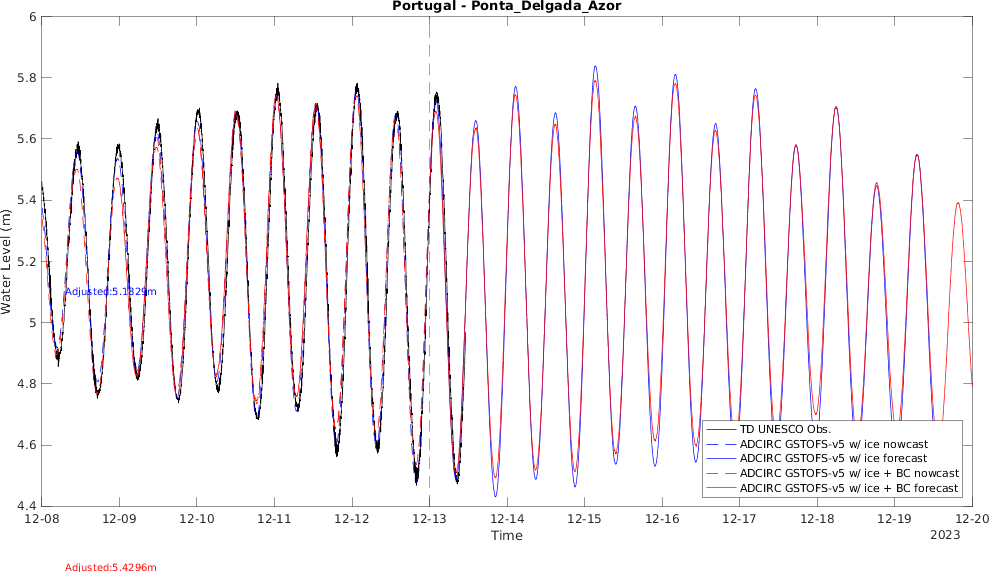 Portugal - Ponta_Delgada_Azor
6
5.8
5.6
5.4
5.2
5
4.8
4.6
4.4
Water Level (m)
Adjusted:5.1329m
TD UNESCO Obs.
ADCIRC GSTOFS-v5 w/ ice nowcast
ADCIRC GSTOFS-v5 w/ ice forecast
ADCIRC GSTOFS-v5 w/ ice + BC nowcast
ADCIRC GSTOFS-v5 w/ ice + BC forecast
12-08 12-09 12-10 12-11 12-12 12-13 12-14 12-15 12-16 12-17 12-18 12-19 12-20
Time
2023
Adjusted:5.4296m